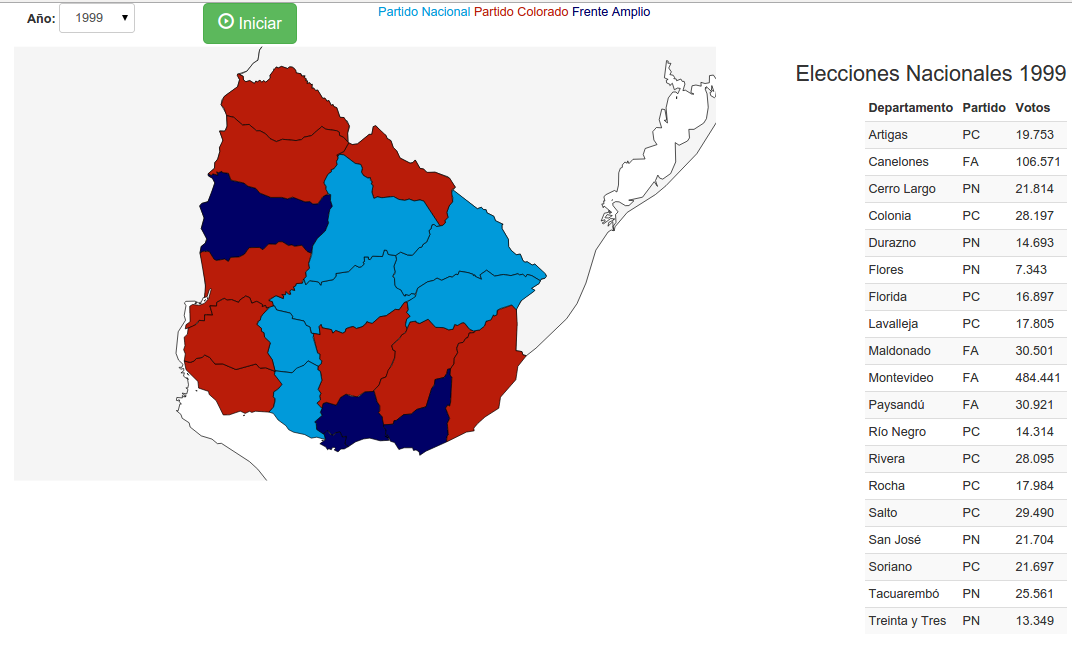 Año: 1999 Iniciar Partido Nacional Partido Colorado Frente Amplio
Elecciones Nacionales 1999
Departamento Partido Votos
Artigas PC 19.753
Canelones FA 106.571
Cerro Largo PN 21.814
Colonia PC 28.197
Durazno PN 14.693
Flores PN 7.343
Florida PC 16.897
Lavalleja PC 17.805
Maldonado FA 30.501
Montevideo FA 484.441
Paysandú FA 30.921
Río Negro PC 14.314
Rivera PC 28.095
Rocha PC 17.984
Salto PC 29.490
San José PN 21.704
Soriano PC 21.697
Tacuarembó PN 25.561
Treinta y Tres PN 13.349